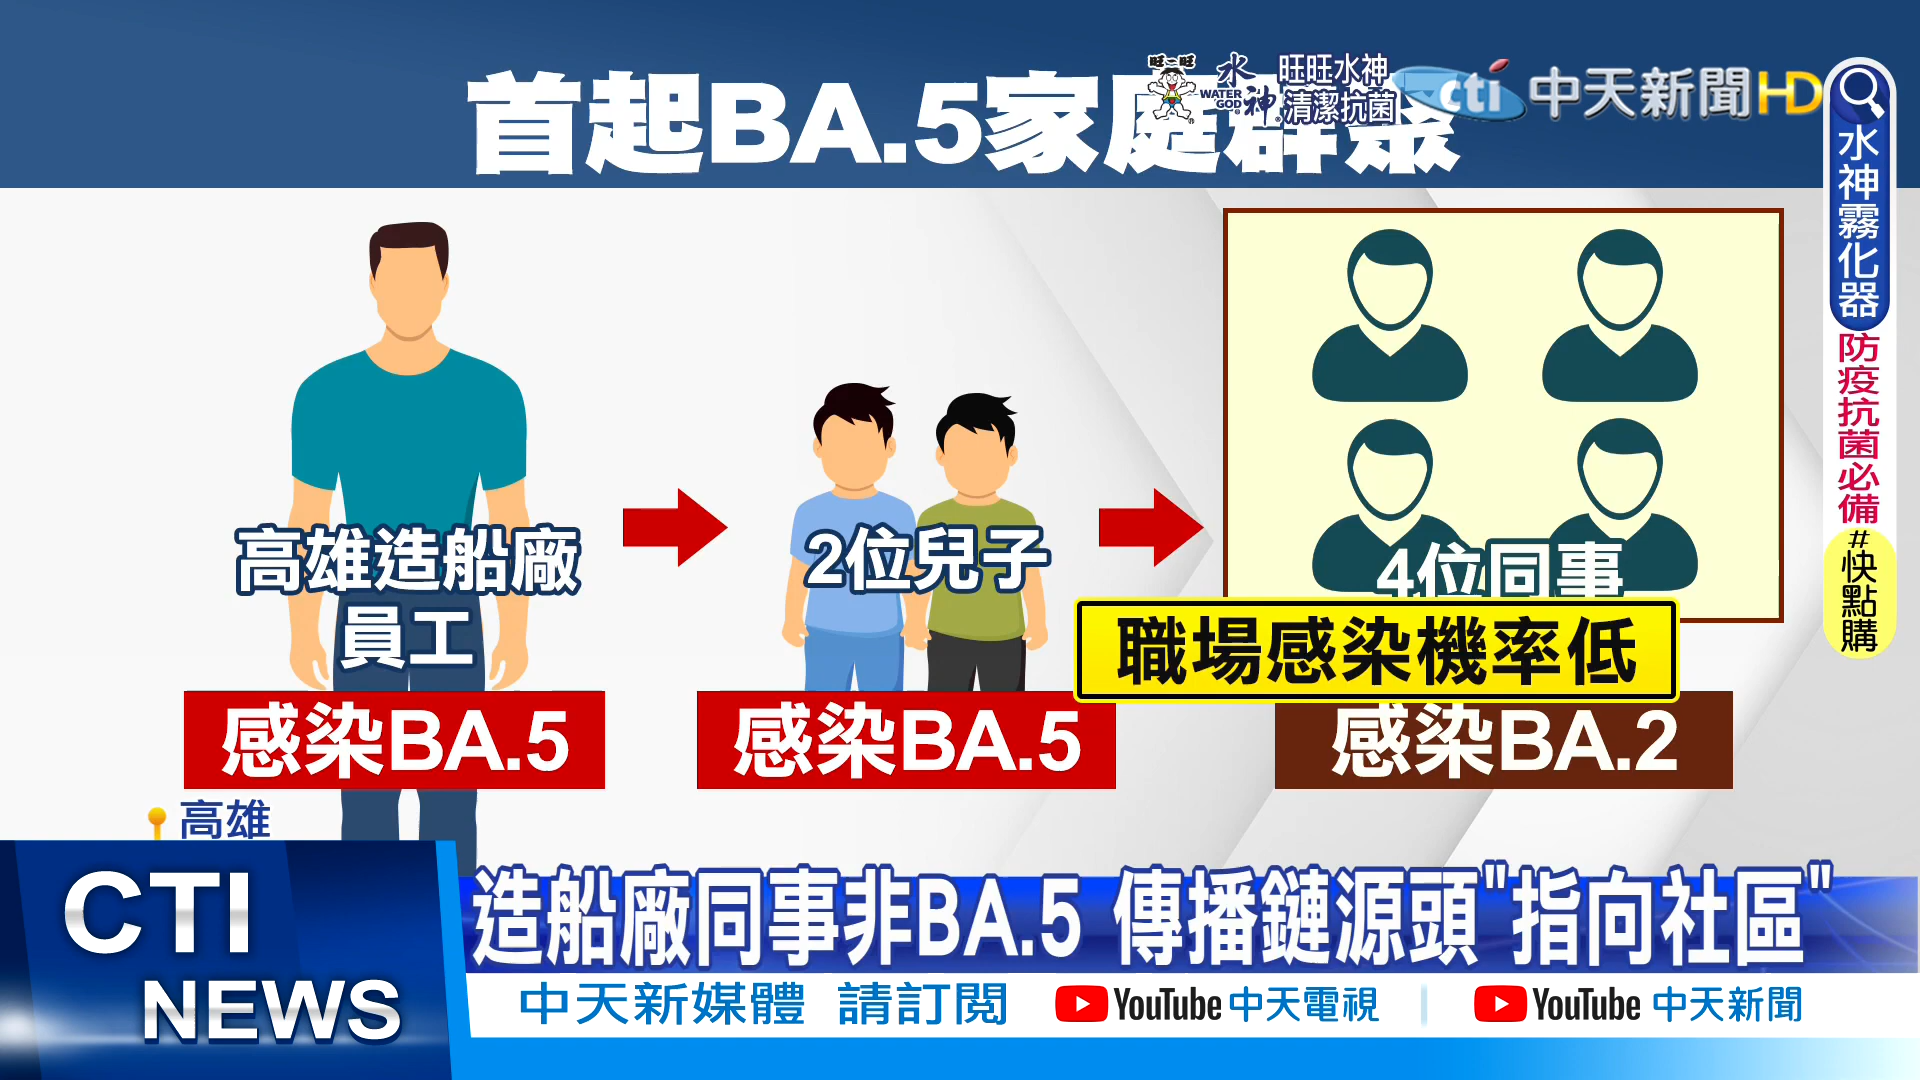 首起BA.5家庭群聚
旺旺
水神
WATER
GOD
旺旺水神
清潔抗菌
cti
中天新聞HD
水神霧化器
防疫抗菌必備
#快點購
高雄造船廠
員工
感染BA.5
2位兒子
感染BA.5
4位同事
職場感染機率低
感染BA.2
高雄
CTI
NEWS
造船廠同事非BA.5 傳播鏈源頭"指向社區"
中天新媒體 請訂閱 YouTube 中天電視 YouTube 中天新聞